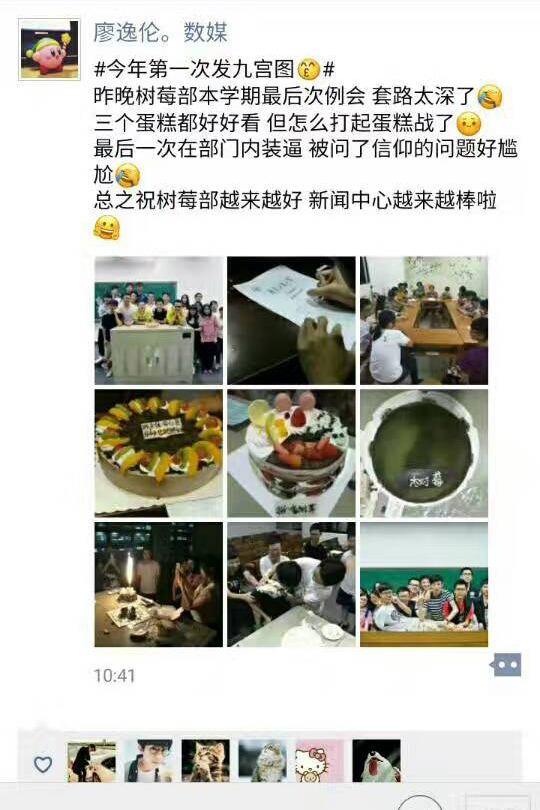 廖逸伦。数媒
#今年第一次发九宫图😙#
昨晚树莓部本学期最后次例会 套路太深了🤣
三个蛋糕都好好看 但怎么打起蛋糕战了☺️
最后一次在部门内装逼 被问了信仰的问题好尴
尬🤣
总之祝树莓部越来越好 新闻中心越来越棒啦
🤗
树莓
10:41